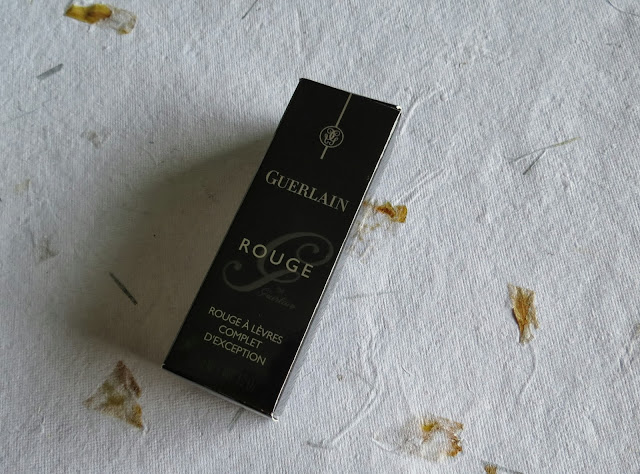 GUERLAIN
ROUGE
G
de
Guerlain
ROUGE À LÈVRES
COMPLET
D'EXCEPTION